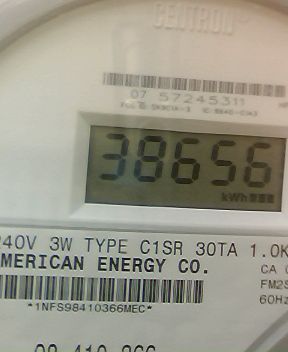 CENTRON
07 57245311
38656
kWh
240V 3W TYPE C1SR 30TA 1.0K
AMERICAN ENERGY CO.
CA
FM2S
60Hz
*1NFS98410366MEC*